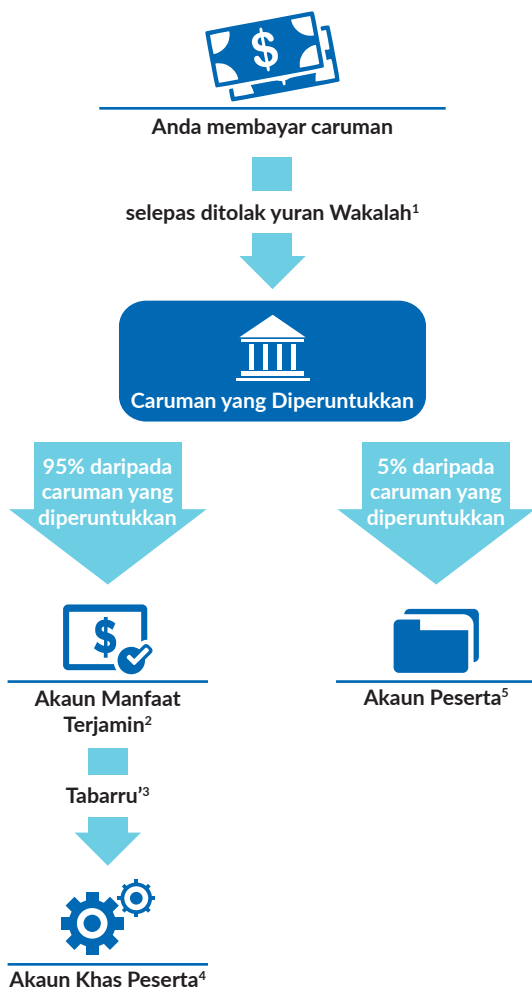 $
Anda membayar caruman
selepas ditolak yuran Wakalah¹
Caruman yang Diperuntukkan
95% daripada
caruman yang
diperuntukkan
5% daripada
caruman yang
diperuntukkan
$
Akaun Manfaat
Terjamin²
Akaun Peserta⁵
Tabarru'³
Akaun Khas Peserta⁴